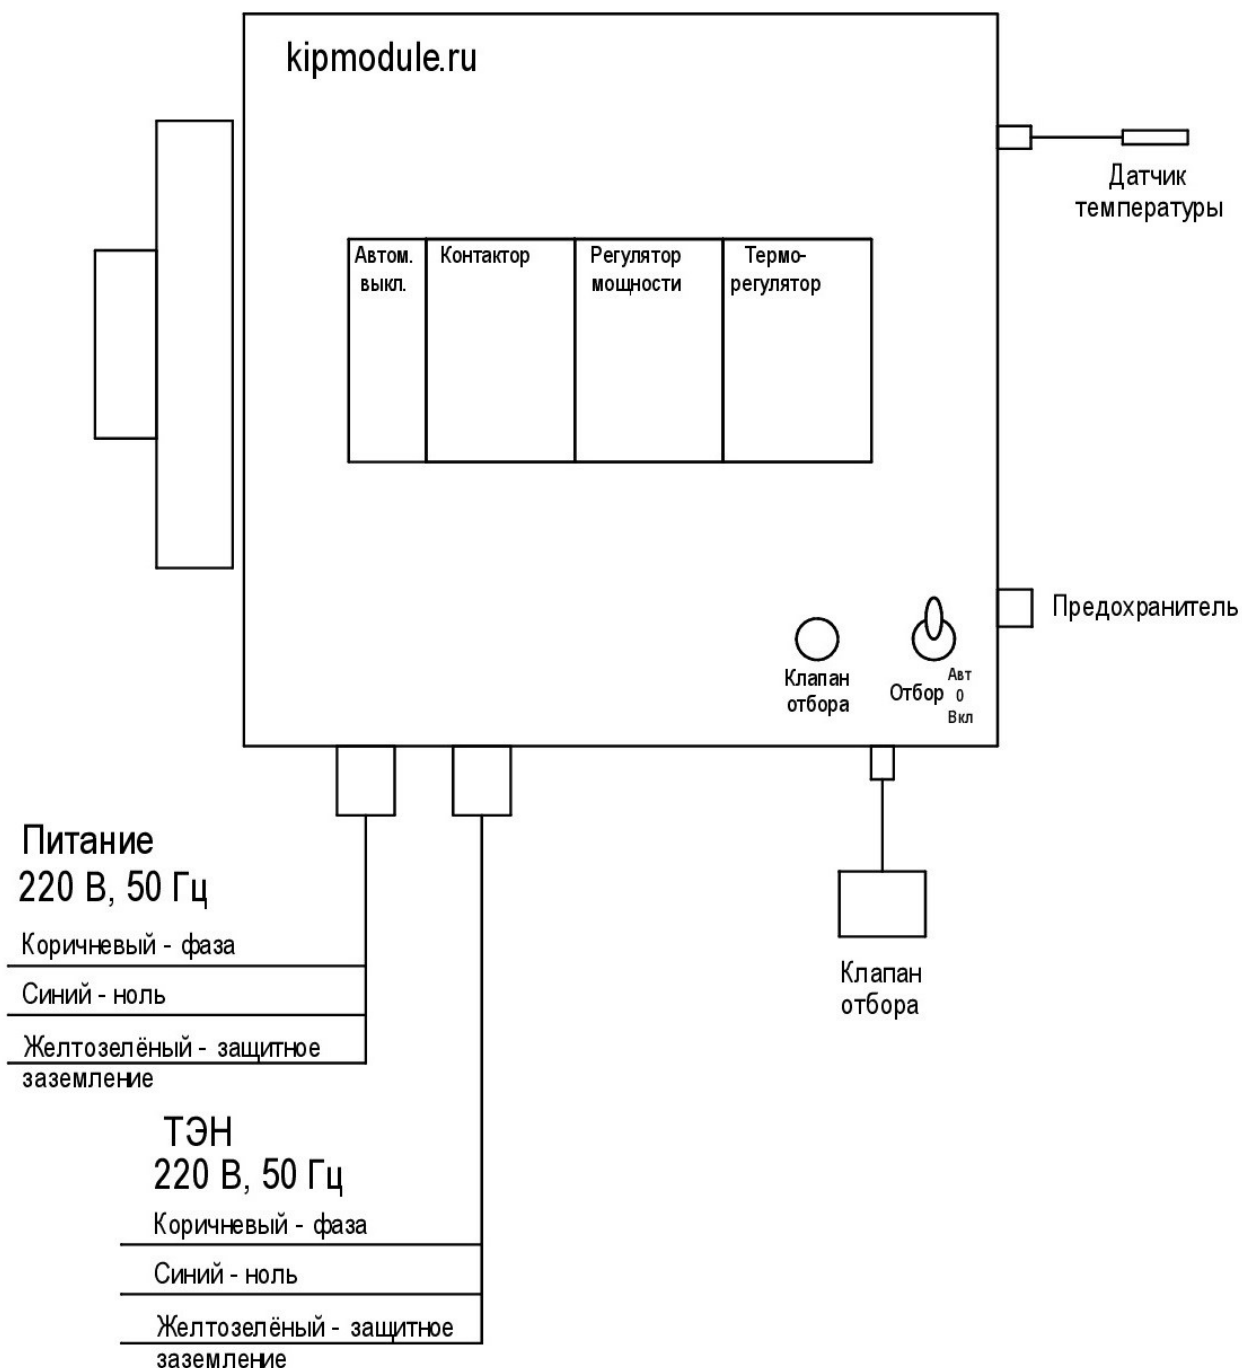 kipmodule.ru
Датчик
температуры
Автом.
выкл.
Контактор
Регулятор
мощности
Термо-
регулятор
Предохранитель
Клапан
отбора
Отбор
Авт
0
Вкл
Питание
220 В, 50 Гц
Коричневый - фаза
Синий - ноль
Желтозелёный - защитное
заземление
Клапан
отбора
ТЭН
220 В, 50 Гц
Коричневый - фаза
Синий - ноль
Желтозелёный - защитное
заземление